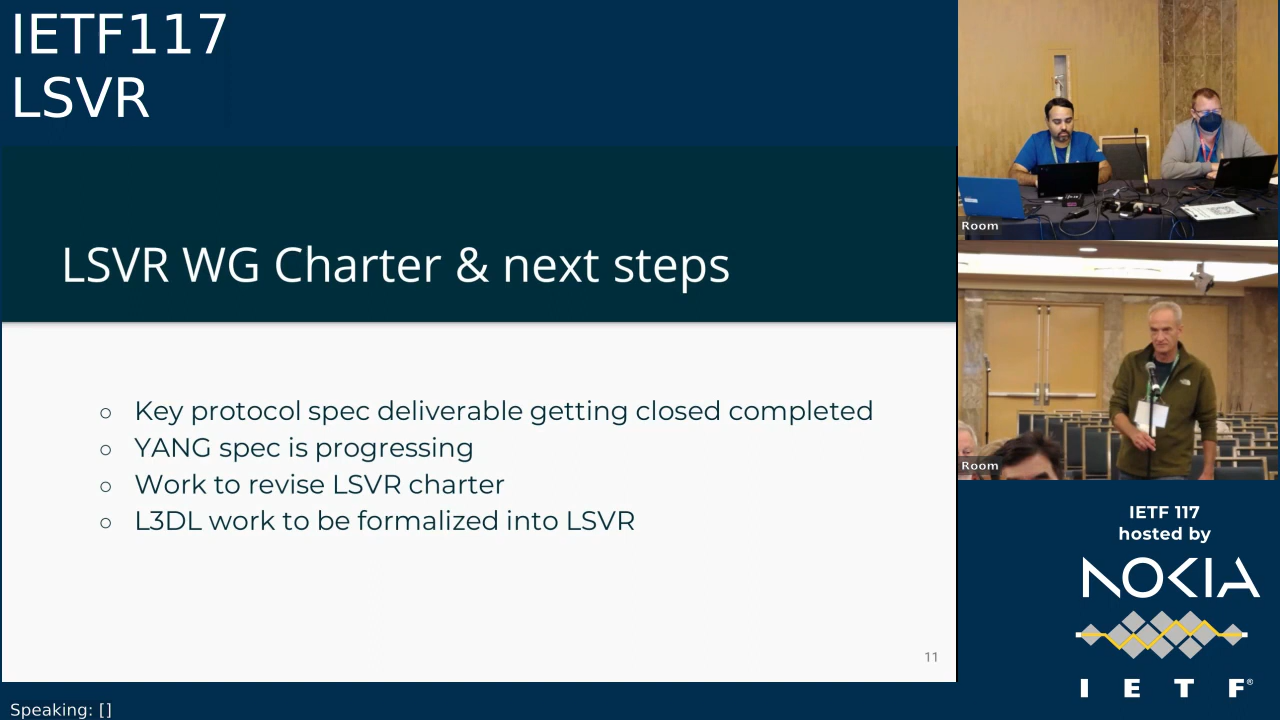 IETF117
LSVR
LSVR WG Charter & next steps
○ Key protocol spec deliverable getting closed completed
○ YANG spec is progressing
○ Work to revise LSVR charter
○ L3DL work to be formalized into LSVR
11
Room
Room
IETF 117
hosted by
NOKIA
I E T F®
Speaking: []